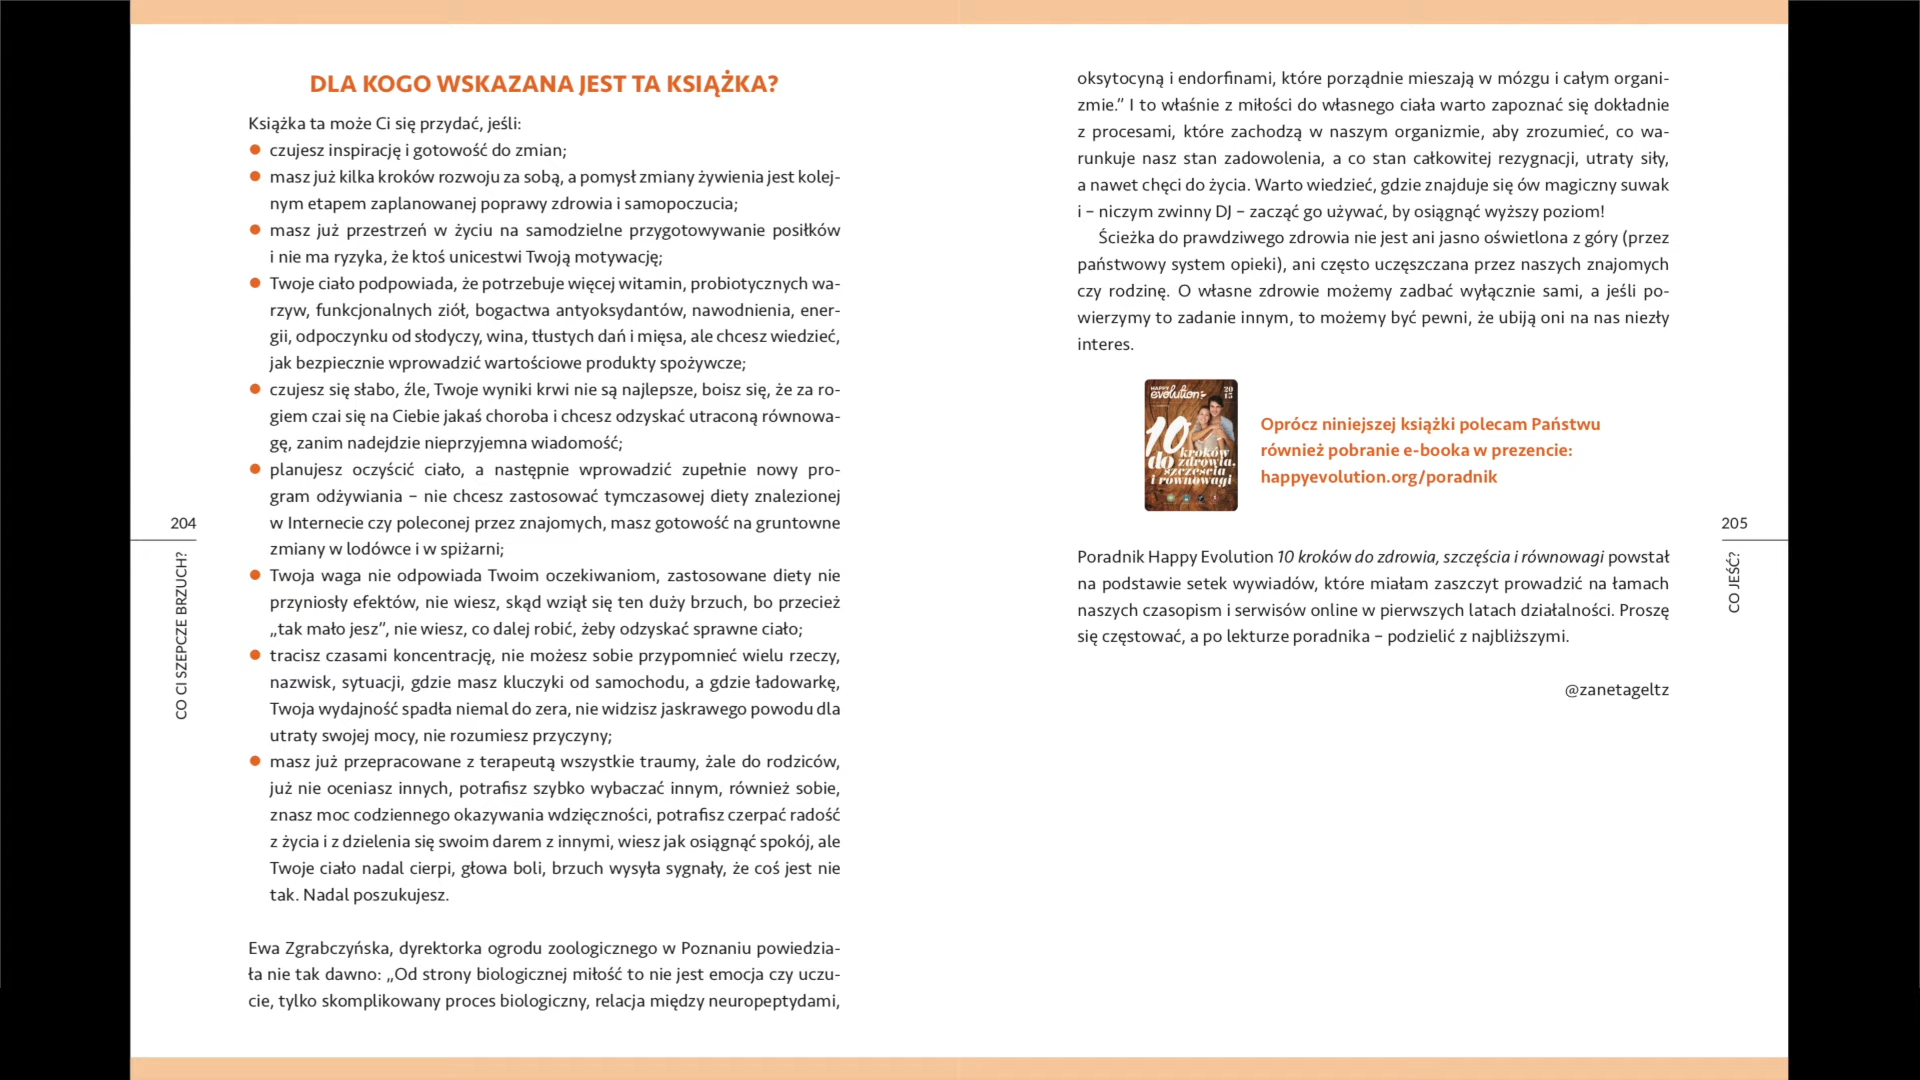 DLA KOGO WSKAZANA JEST TA KSIĄŻKA?
Książka ta może Ci się przydać, jeśli:
● czujesz inspirację i gotowość do zmian;
● masz już kilka kroków rozwoju za sobą, a pomysł zmiany żywienia jest kolej-
nym etapem zaplanowanej poprawy zdrowia i samopoczucia;
● masz już przestrzeń w życiu na samodzielne przygotowywanie posiłków
i nie ma ryzyka, że ktoś unicestwi Twoją motywację;
● Twoje ciało podpowiada, że potrzebuje więcej witamin, probiotycznych wa-
rzyw, funkcjonalnych ziół, bogactwa antyoksydantów, nawodnienia, ener-
gii, odpoczynku od słodyczy, wina, tłustych dań i mięsa, ale chcesz wiedzieć,
jak bezpiecznie wprowadzić wartościowe produkty spożywcze;
● czujesz się słabo, źle, Twoje wyniki krwi nie są najlepsze, boisz się, że za ro-
giem czai się na Ciebie jakaś choroba i chcesz odzyskać utraconą równowa-
gę, zanim nadejdzie nieprzyjemna wiadomość;
● planujesz oczyścić ciało, a następnie wprowadzić zupełnie nowy pro-
gram odżywiania – nie chcesz zastosować tymczasowej diety znalezionej
w Internecie czy poleconej przez znajomych, masz gotowość na gruntowne
zmiany w lodówce i w spiżarni;
● Twoja waga nie odpowiada Twoim oczekiwaniom, zastosowane diety nie
przyniosły efektów, nie wiesz, skąd wziął się ten duży brzuch, bo przecież
„tak mało jesz”, nie wiesz, co dalej robić, żeby odzyskać sprawne ciało;
● tracisz czasami koncentrację, nie możesz sobie przypomnieć wielu rzeczy,
nazwisk, sytuacji, gdzie masz kluczyki od samochodu, a gdzie ładowarkę,
Twoja wydajność spadła niemal do zera, nie widzisz jaskrawego powodu dla
utraty swojej mocy, nie rozumiesz przyczyny;
● masz już przepracowane z terapeutą wszystkie traumy, żale do rodziców,
już nie oceniasz innych, potrafisz szybko wybaczać innym, również sobie,
znasz moc codziennego okazywania wdzięczności, potrafisz czerpać radość
z życia i z dzielenia się swoim darem z innymi, wiesz jak osiągnąć spokój, ale
Twoje ciało nadal cierpi, głowa boli, brzuch wysyła sygnały, że coś jest nie
tak. Nadal poszukujesz.
Ewa Zgrabczyńska, dyrektorka ogrodu zoologicznego w Poznaniu powiedzia-
ła nie tak dawno: „Od strony biologicznej miłość to nie jest emocja czy uczu-
cie, tylko skomplikowany proces biologiczny, relacja między neuropeptydami,
204
CO CI SZEPCZE BRZUCH?
oksytocyną i endorfinami, które porządnie mieszają w mózgu i całym organi-
zmie.” I to właśnie z miłości do własnego ciała warto zapoznać się dokładnie
z procesami, które zachodzą w naszym organizmie, aby zrozumieć, co wa-
runkuje nasz stan zadowolenia, a co stan całkowitej rezygnacji, utraty siły,
a nawet chęci do życia. Warto wiedzieć, gdzie znajduje się ów magiczny suwak
i – niczym zwinny DJ – zacząć go używać, by osiągnąć wyższy poziom!
Ścieżka do prawdziwego zdrowia nie jest ani jasno oświetlona z góry (przez
państwowy system opieki), ani często uczęszczana przez naszych znajomych
czy rodzinę. O własne zdrowie możemy zadbać wyłącznie sami, a jeśli po-
wierzymy to zadanie innym, to możemy być pewni, że ubiją oni na nas niezły
interes.
HAPPY
evolution
20
15
10
kroków
do zdrowia,
szczęścia
i równowagi
Oprócz niniejszej książki polecam Państwu
również pobranie e-booka w prezencie:
happyevolution.org/poradnik
Poradnik Happy Evolution 10 kroków do zdrowia, szczęścia i równowagi powstał
na podstawie setek wywiadów, które miałam zaszczyt prowadzić na łamach
naszych czasopism i serwisów online w pierwszych latach działalności. Proszę
się częstować, a po lekturze poradnika – podzielić z najbliższymi.
@zanetageltz
205
CO JEŚĆ?